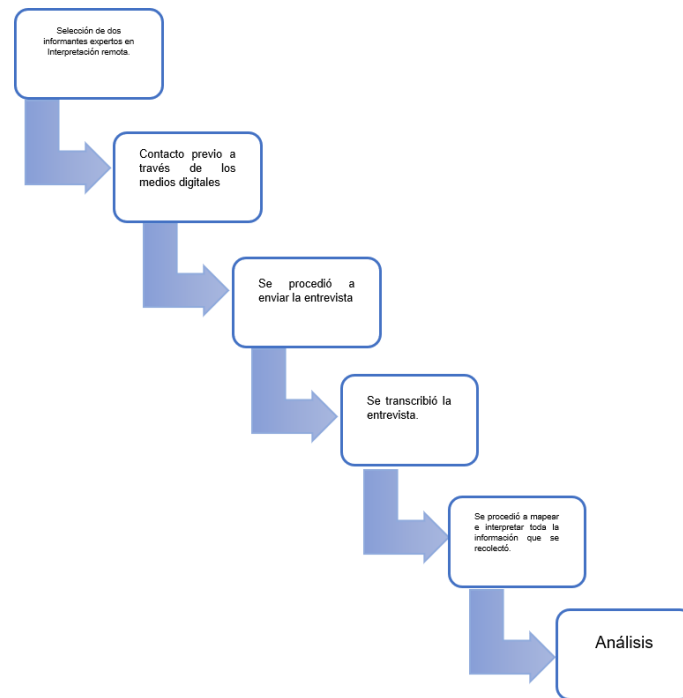 Selección de dos
informantes expertos en
Interpretación remota.
Contacto previo a
través de los
medios digitales
Se procedió a
enviar la entrevista
Se transcribió la
entrevista.
Se procedió a mapear
e interpretar toda la
información que se
recolectó.
Análisis